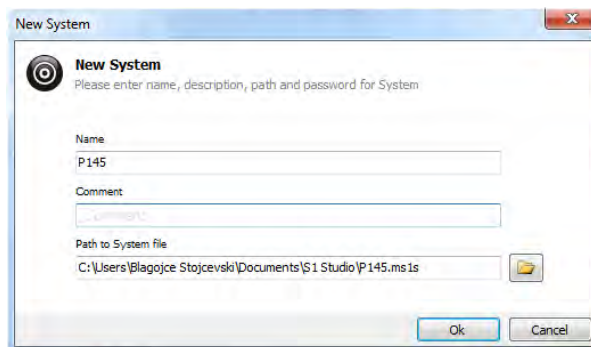 New System
New System
Please enter name, description, path and password for System
Name
P145
Comment
Comment
Path to System file
C:\Users\Blagojce Stojcevski\Documents\S1 Studio\P145.ms1s
Ok
Cancel